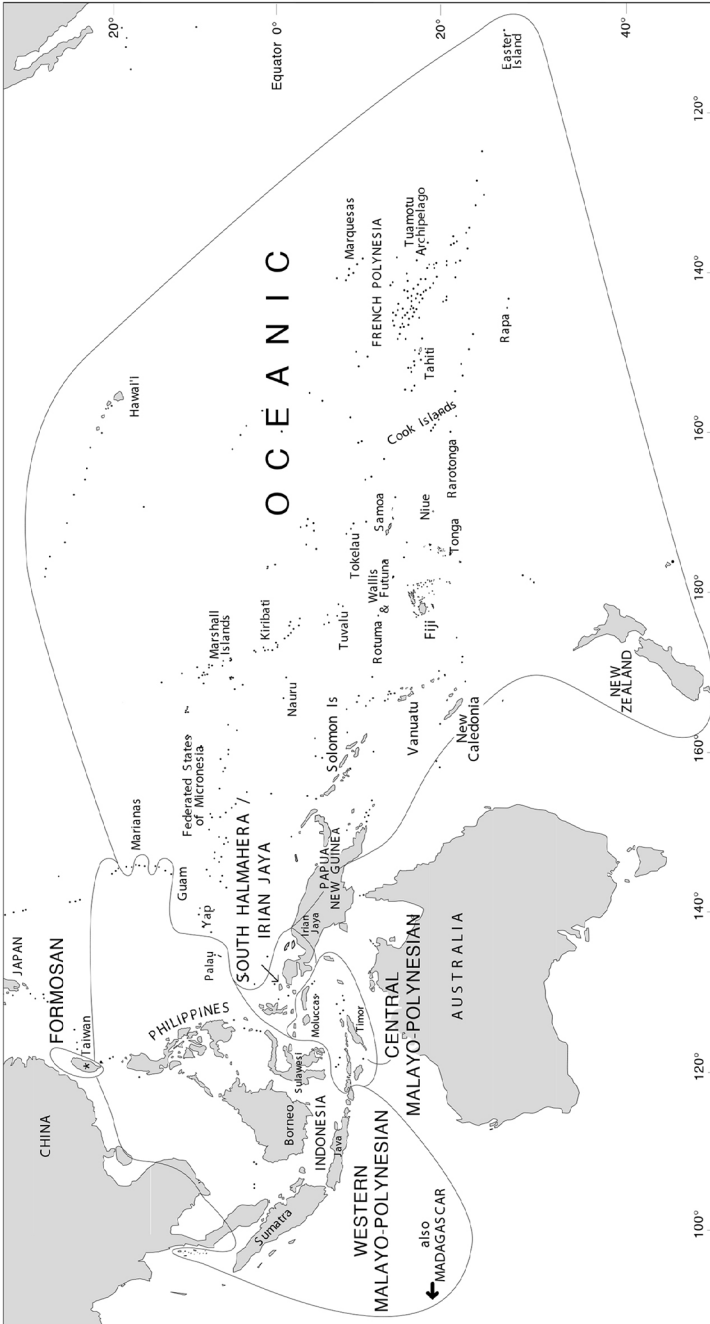 20°
Equator 0°
20°
40°
120°
140°
160°
180°
160°
140°
120°
100°
Easter
Island
OCEANIC
Marquesas
FRENCH POLYNESIA
Tuamotu
Archipelago
Tahiti
Rapa
Hawai'i
Cook Islands
Rarotonga
Niue
Samoa
Tonga
Tokelau
Wallis
& Futuna
Rotuma
Tuvalu
Fiji
Kiribati
Marshall
Islands
Nauru
Solomon Is
Vanuatu
New
Caledonia
NEW
ZEALAND
Federated States
of Micronesia
Marianas
Guam
Yap
Palau
SOUTH HALMAHERA /
IRIAN JAYA
PAPUA
NEW GUINEA
Irian
Jaya
JAPAN
FORMOSAN
Taiwan
*
PHILIPPINES
CHINA
Moluccas
Timor
Sulawesi
Borneo
INDONESIA
Java
Sumatra
CENTRAL
MALAYO-POLYNESIAN
AUSTRALIA
WESTERN
MALAYO-POLYNESIAN
also
MADAGASCAR